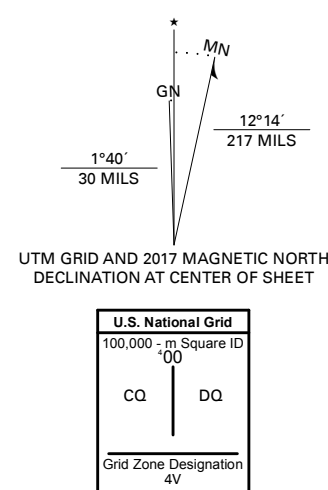 ★
MN
GN
12°14´
217 MILS
1°40´
30 MILS
UTM GRID AND 2017 MAGNETIC NORTH
DECLINATION AT CENTER OF SHEET
U.S. National Grid
100,000 - m Square ID
⁴00
CQ DQ
Grid Zone Designation
4V